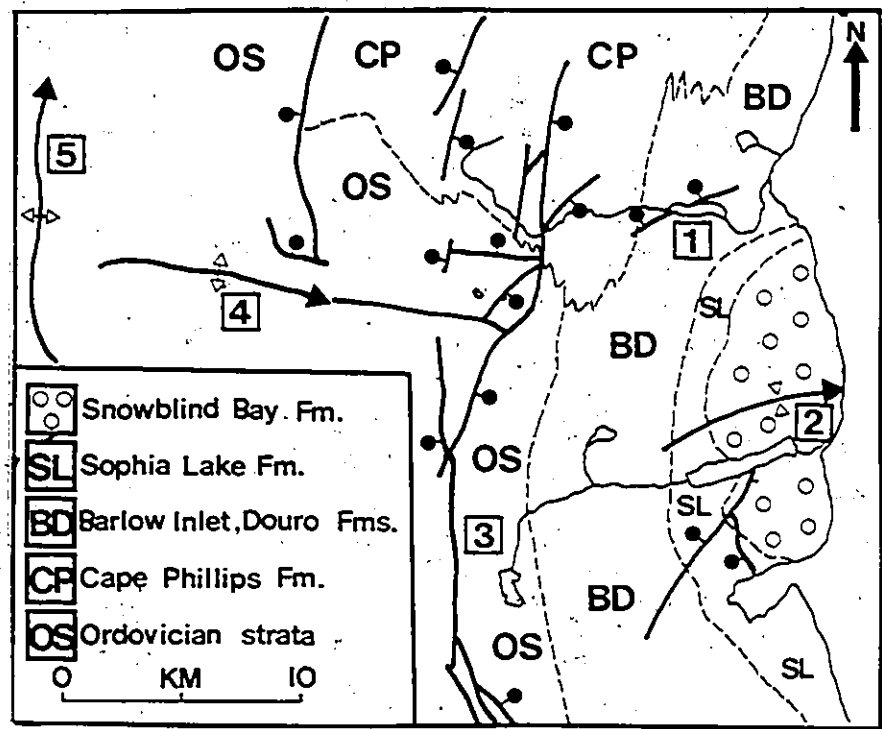 N
OS
CP
CP
BD
5
OS
1
4
SL
BD
2
OS
3
SL
BD
OS
SL
Snowblind Bay Fm.
SL Sophia Lake Fm.
BD Barlow Inlet, Douro Fms.
CP Cape Phillips Fm.
OS Ordovician strata
0 KM 10